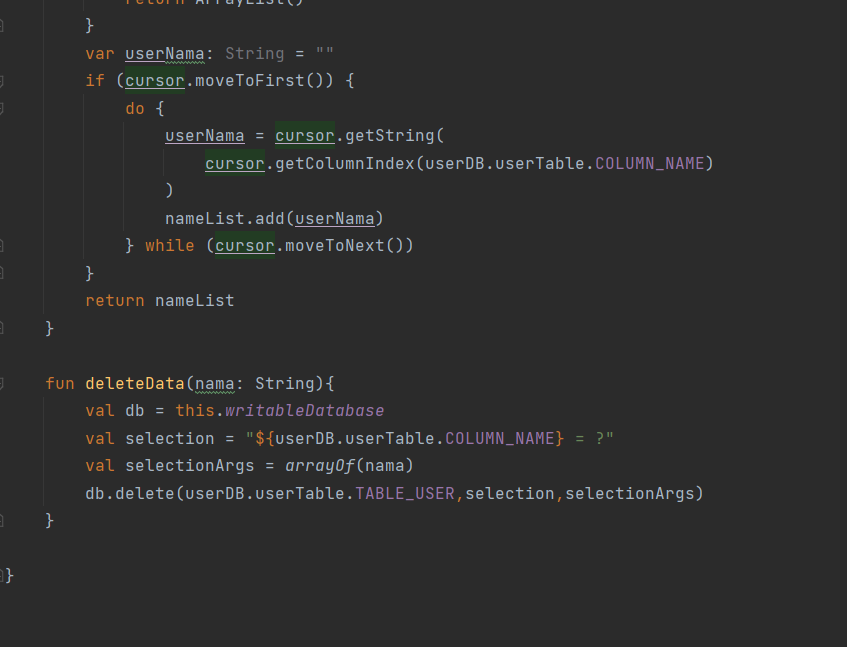 return ArrayList()
}
var userNama: String = ""
if (cursor.moveToFirst()) {
do {
userNama = cursor.getString(
cursor.getColumnIndex(userDB.userTable.COLUMN_NAME)
)
nameList.add(userNama)
} while (cursor.moveToNext())
}
return nameList
}
fun deleteData(nama: String){
val db = this.writableDatabase
val selection = "${userDB.userTable.COLUMN_NAME} = ?"
val selectionArgs = arrayOf(nama)
db.delete(userDB.userTable.TABLE_USER,selection,selectionArgs)
}
}